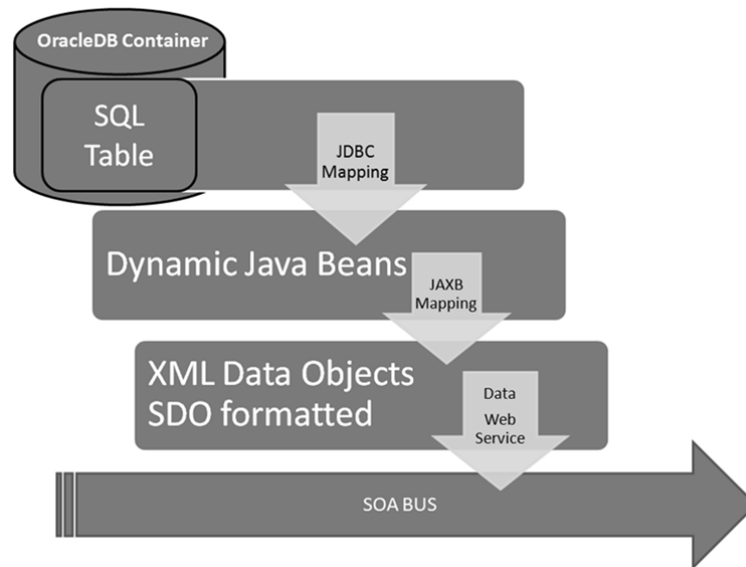 OracleDB Container
SQL
Table
JDBC
Mapping
Dynamic Java Beans
JAXB
Mapping
XML Data Objects
SDO formatted
Data
Web
Service
SOA BUS